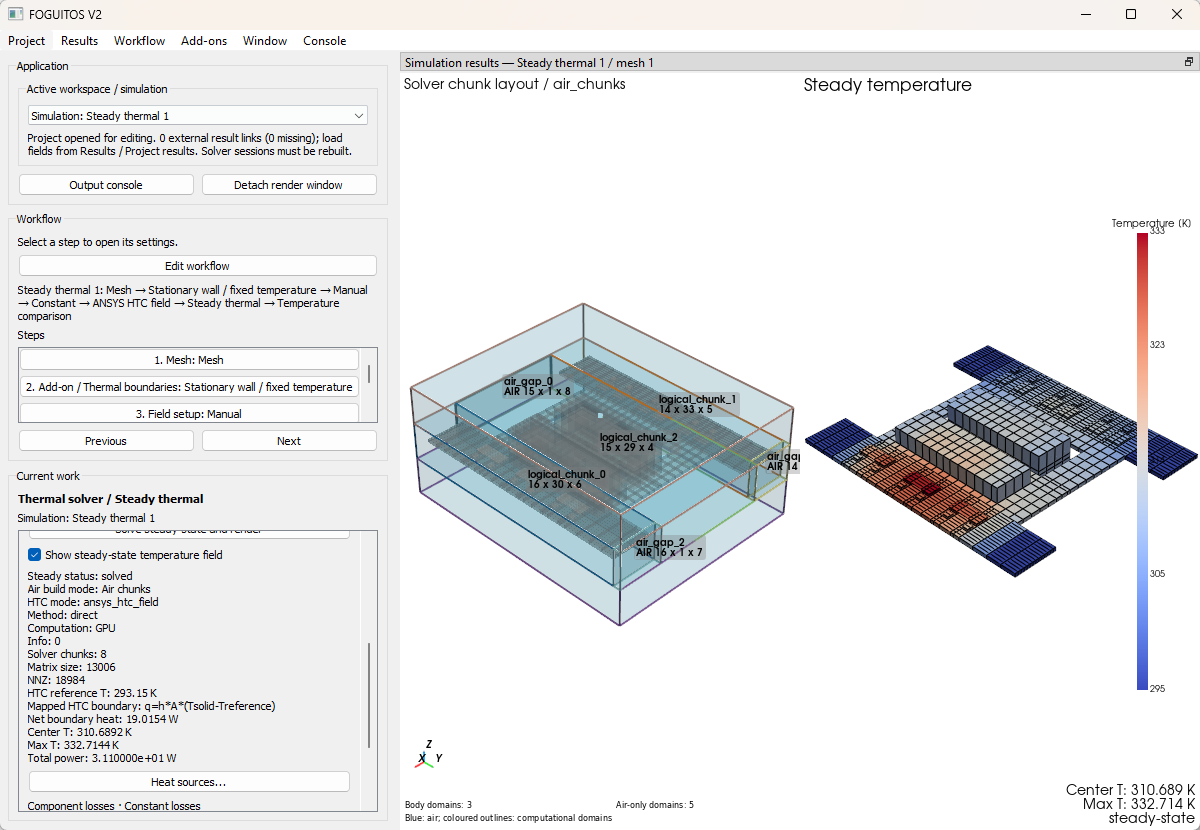 FOGUITOS V2
Project Results Workflow Add-ons Window Console
Application
Active workspace / simulation
Simulation: Steady thermal 1
Project opened for editing. 0 external result links (0 missing); load
fields from Results / Project results. Solver sessions must be rebuilt.
Output console
Detach render window
Workflow
Select a step to open its settings.
Edit workflow
Steady thermal 1: Mesh → Stationary wall / fixed temperature → Manual
→ Constant → ANSYS HTC field → Steady thermal → Temperature
comparison
Steps
1. Mesh: Mesh
2. Add-on / Thermal boundaries: Stationary wall / fixed temperature
3. Field setup: Manual
Previous
Next
Current work
Thermal solver / Steady thermal
Simulation: Steady thermal 1
Solve steady-state and render
Show steady-state temperature field
Steady status: solved
Air build mode: Air chunks
HTC mode: ansys_htc_field
Method: direct
Computation: GPU
Info: 0
Solver chunks: 8
Matrix size: 13006
NNZ: 18984
HTC reference T: 293.15 K
Mapped HTC boundary: q=h*A*(Tsolid-Treference)
Net boundary heat: 19.0154 W
Center T: 310.6892 K
Max T: 332.7144 K
Total power: 3.110000e+01 W
Heat sources...
Component losses · Constant losses
Simulation results — Steady thermal 1 / mesh 1
Solver chunk layout / air_chunks
air_gap_0
AIR 15 x 1 x 8
logical_chunk_1
14 x 33 x 5
logical_chunk_2
15 x 29 x 4
air_gap
AIR 14
logical_chunk_0
16 x 30 x 6
air_gap_2
AIR 16 x 1 x 7
Z
X Y
Body domains: 3
Air-only domains: 5
Blue: air; coloured outlines: computational domains
Steady temperature
Temperature (K)
333
323
305
295
Center T: 310.689 K
Max T: 332.714 K
steady-state